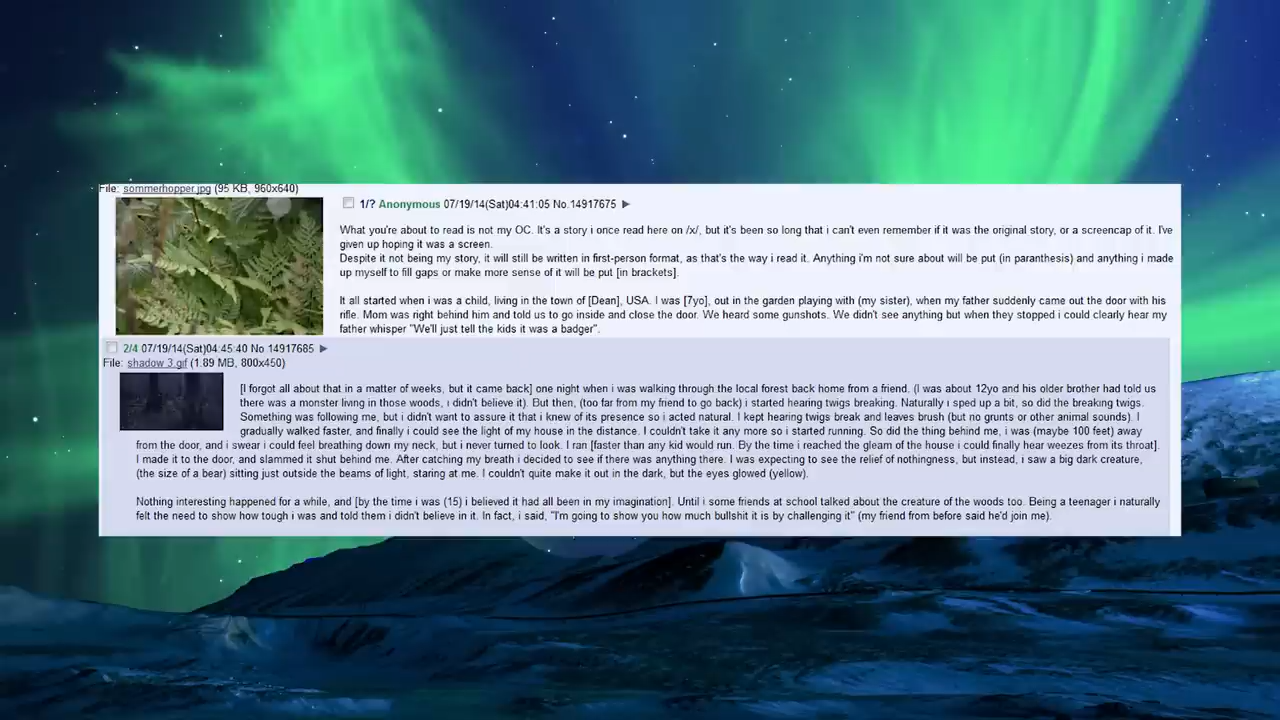 File: sommerhopper.jpg (95 KB, 960x640)
1/? Anonymous 07/19/14(Sat)04:41:05 No.14917675 ▶
What you're about to read is not my OC. It's a story i once read here on /x/, but it's been so long that i can't even remember if it was the original story, or a screencap of it. I've
given up hoping it was a screen.
Despite it not being my story, it will still be written in first-person format, as that's the way i read it. Anything i'm not sure about will be put (in paranthesis) and anything i made
up myself to fill gaps or make more sense of it will be put [in brackets].
It all started when i was a child, living in the town of [Dean], USA. I was [7yo], out in the garden playing with (my sister), when my father suddenly came out the door with his
rifle. Mom was right behind him and told us to go inside and close the door. We heard some gunshots. We didn't see anything but when they stopped i could clearly hear my
father whisper "We'll just tell the kids it was a badger".
2/4 07/19/14(Sat)04:45:40 No.14917685 ▶
File: shadow 3.gif (1.89 MB, 800x450)
[I forgot all about that in a matter of weeks, but it came back] one night when i was walking through the local forest back home from a friend. (I was about 12yo and his older brother had told us
there was a monster living in those woods, i didn't believe it). But then, (too far from my friend to go back) i started hearing twigs breaking. Naturally i sped up a bit, so did the breaking twigs.
Something was following me, but i didn't want to assure it that i knew of its presence so i acted natural. I kept hearing twigs break and leaves brush (but no grunts or other animal sounds). I
gradually walked faster, and finally i could see the light of my house in the distance. I couldn't take it any more so i started running. So did the thing behind me, i was (maybe 100 feet) away
from the door, and i swear i could feel breathing down my neck, but i never turned to look. I ran [faster than any kid would run. By the time i reached the gleam of the house i could finally hear weezes from its throat].
I made it to the door, and slammed it shut behind me. After catching my breath i decided to see if there was anything there. I was expecting to see the relief of nothingness, but instead, i saw a big dark creature,
(the size of a bear) sitting just outside the beams of light, staring at me. I couldn't quite make it out in the dark, but the eyes glowed (yellow).
Nothing interesting happened for a while, and [by the time i was (15) i believed it had all been in my imagination]. Until i some friends at school talked about the creature of the woods too. Being a teenager i naturally
felt the need to show how tough i was and told them i didn't believe in it. In fact, i said, "I'm going to show you how much bullshit it is by challenging it" (my friend from before said he'd join me).